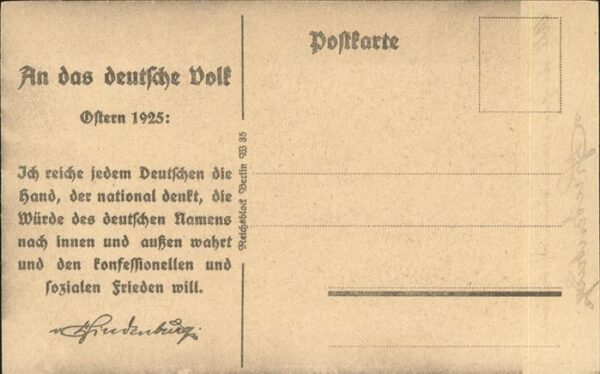 An das deutsche Volk
Ostern 1925:
Ich reiche jedem Deutschen die
Hand, der national denkt, die
Würde des deutschen Namens
nach innen und außen wahrt
und den konfessionellen und
sozialen Frieden will.
v. Hindenburg.
Reichsblock Berlin W 35
Postkarte